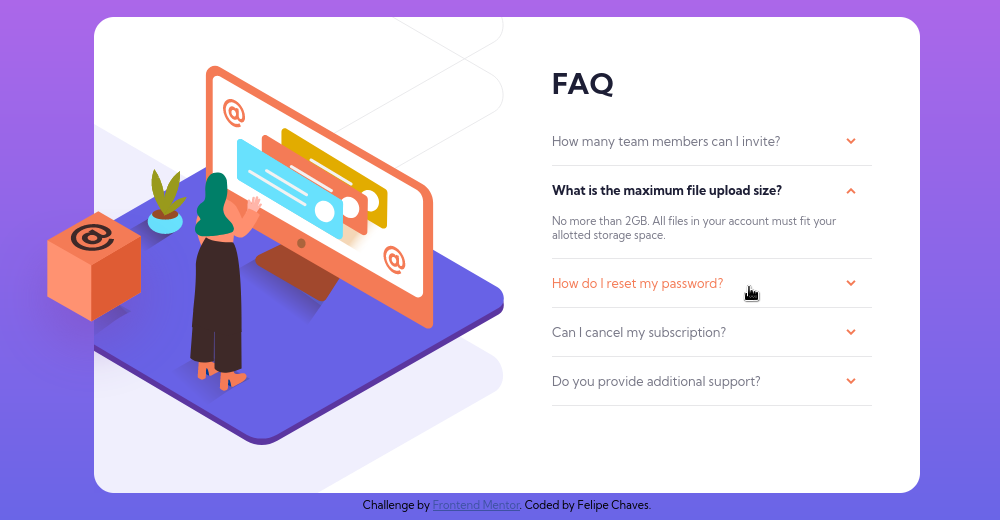 FAQ
How many team members can I invite?
What is the maximum file upload size?
No more than 2GB. All files in your account must fit your
allotted storage space.
How do I reset my password?
Can I cancel my subscription?
Do you provide additional support?
@
@
@
Challenge by Frontend Mentor. Coded by Felipe Chaves.